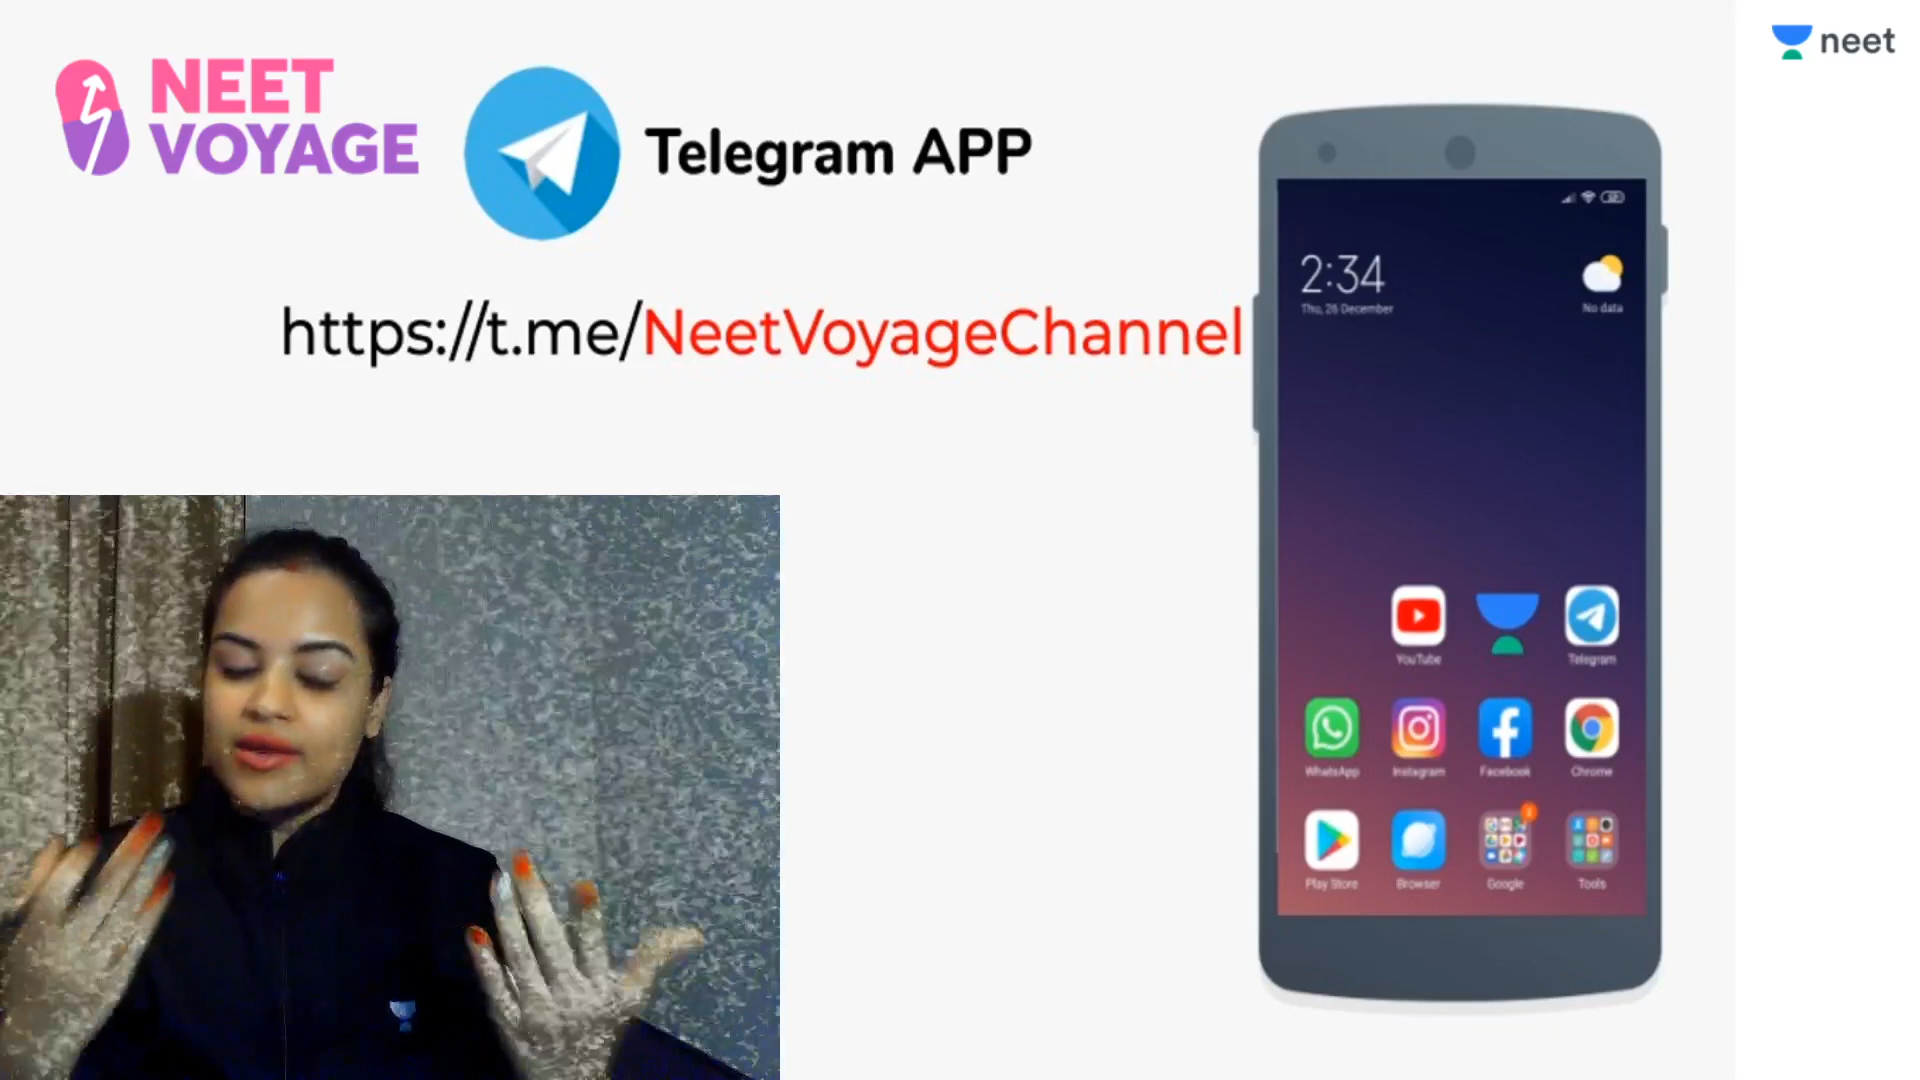 neet
NEET
VOYAGE
Telegram APP
https://t.me/NeetVoyageChannel
2:34
Thu, 26 December
No data
YouTube
Telegram
WhatsApp
Instagram
Facebook
Chrome
Play Store
Browser
Google
Tools